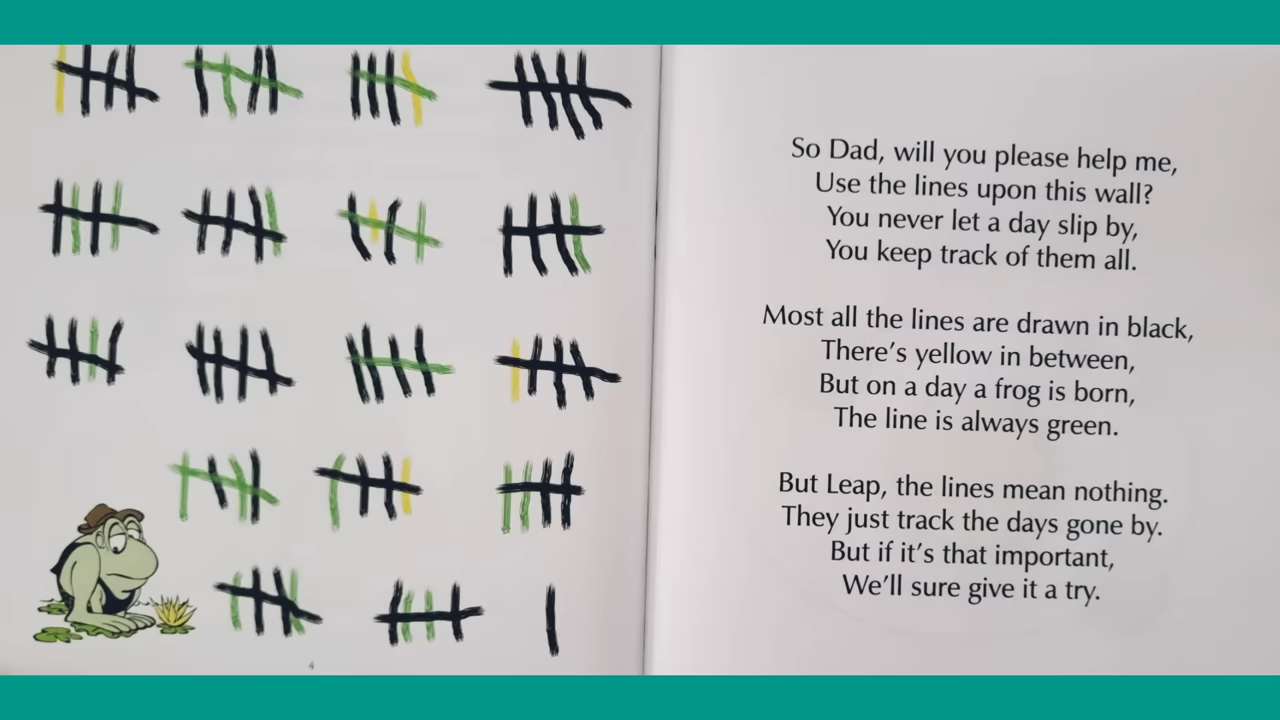 So Dad, will you please help me,
Use the lines upon this wall?
You never let a day slip by,
You keep track of them all.
Most all the lines are drawn in black,
There's yellow in between,
But on a day a frog is born,
The line is always green.
But Leap, the lines mean nothing.
They just track the days gone by.
But if it's that important,
We'll sure give it a try.
4